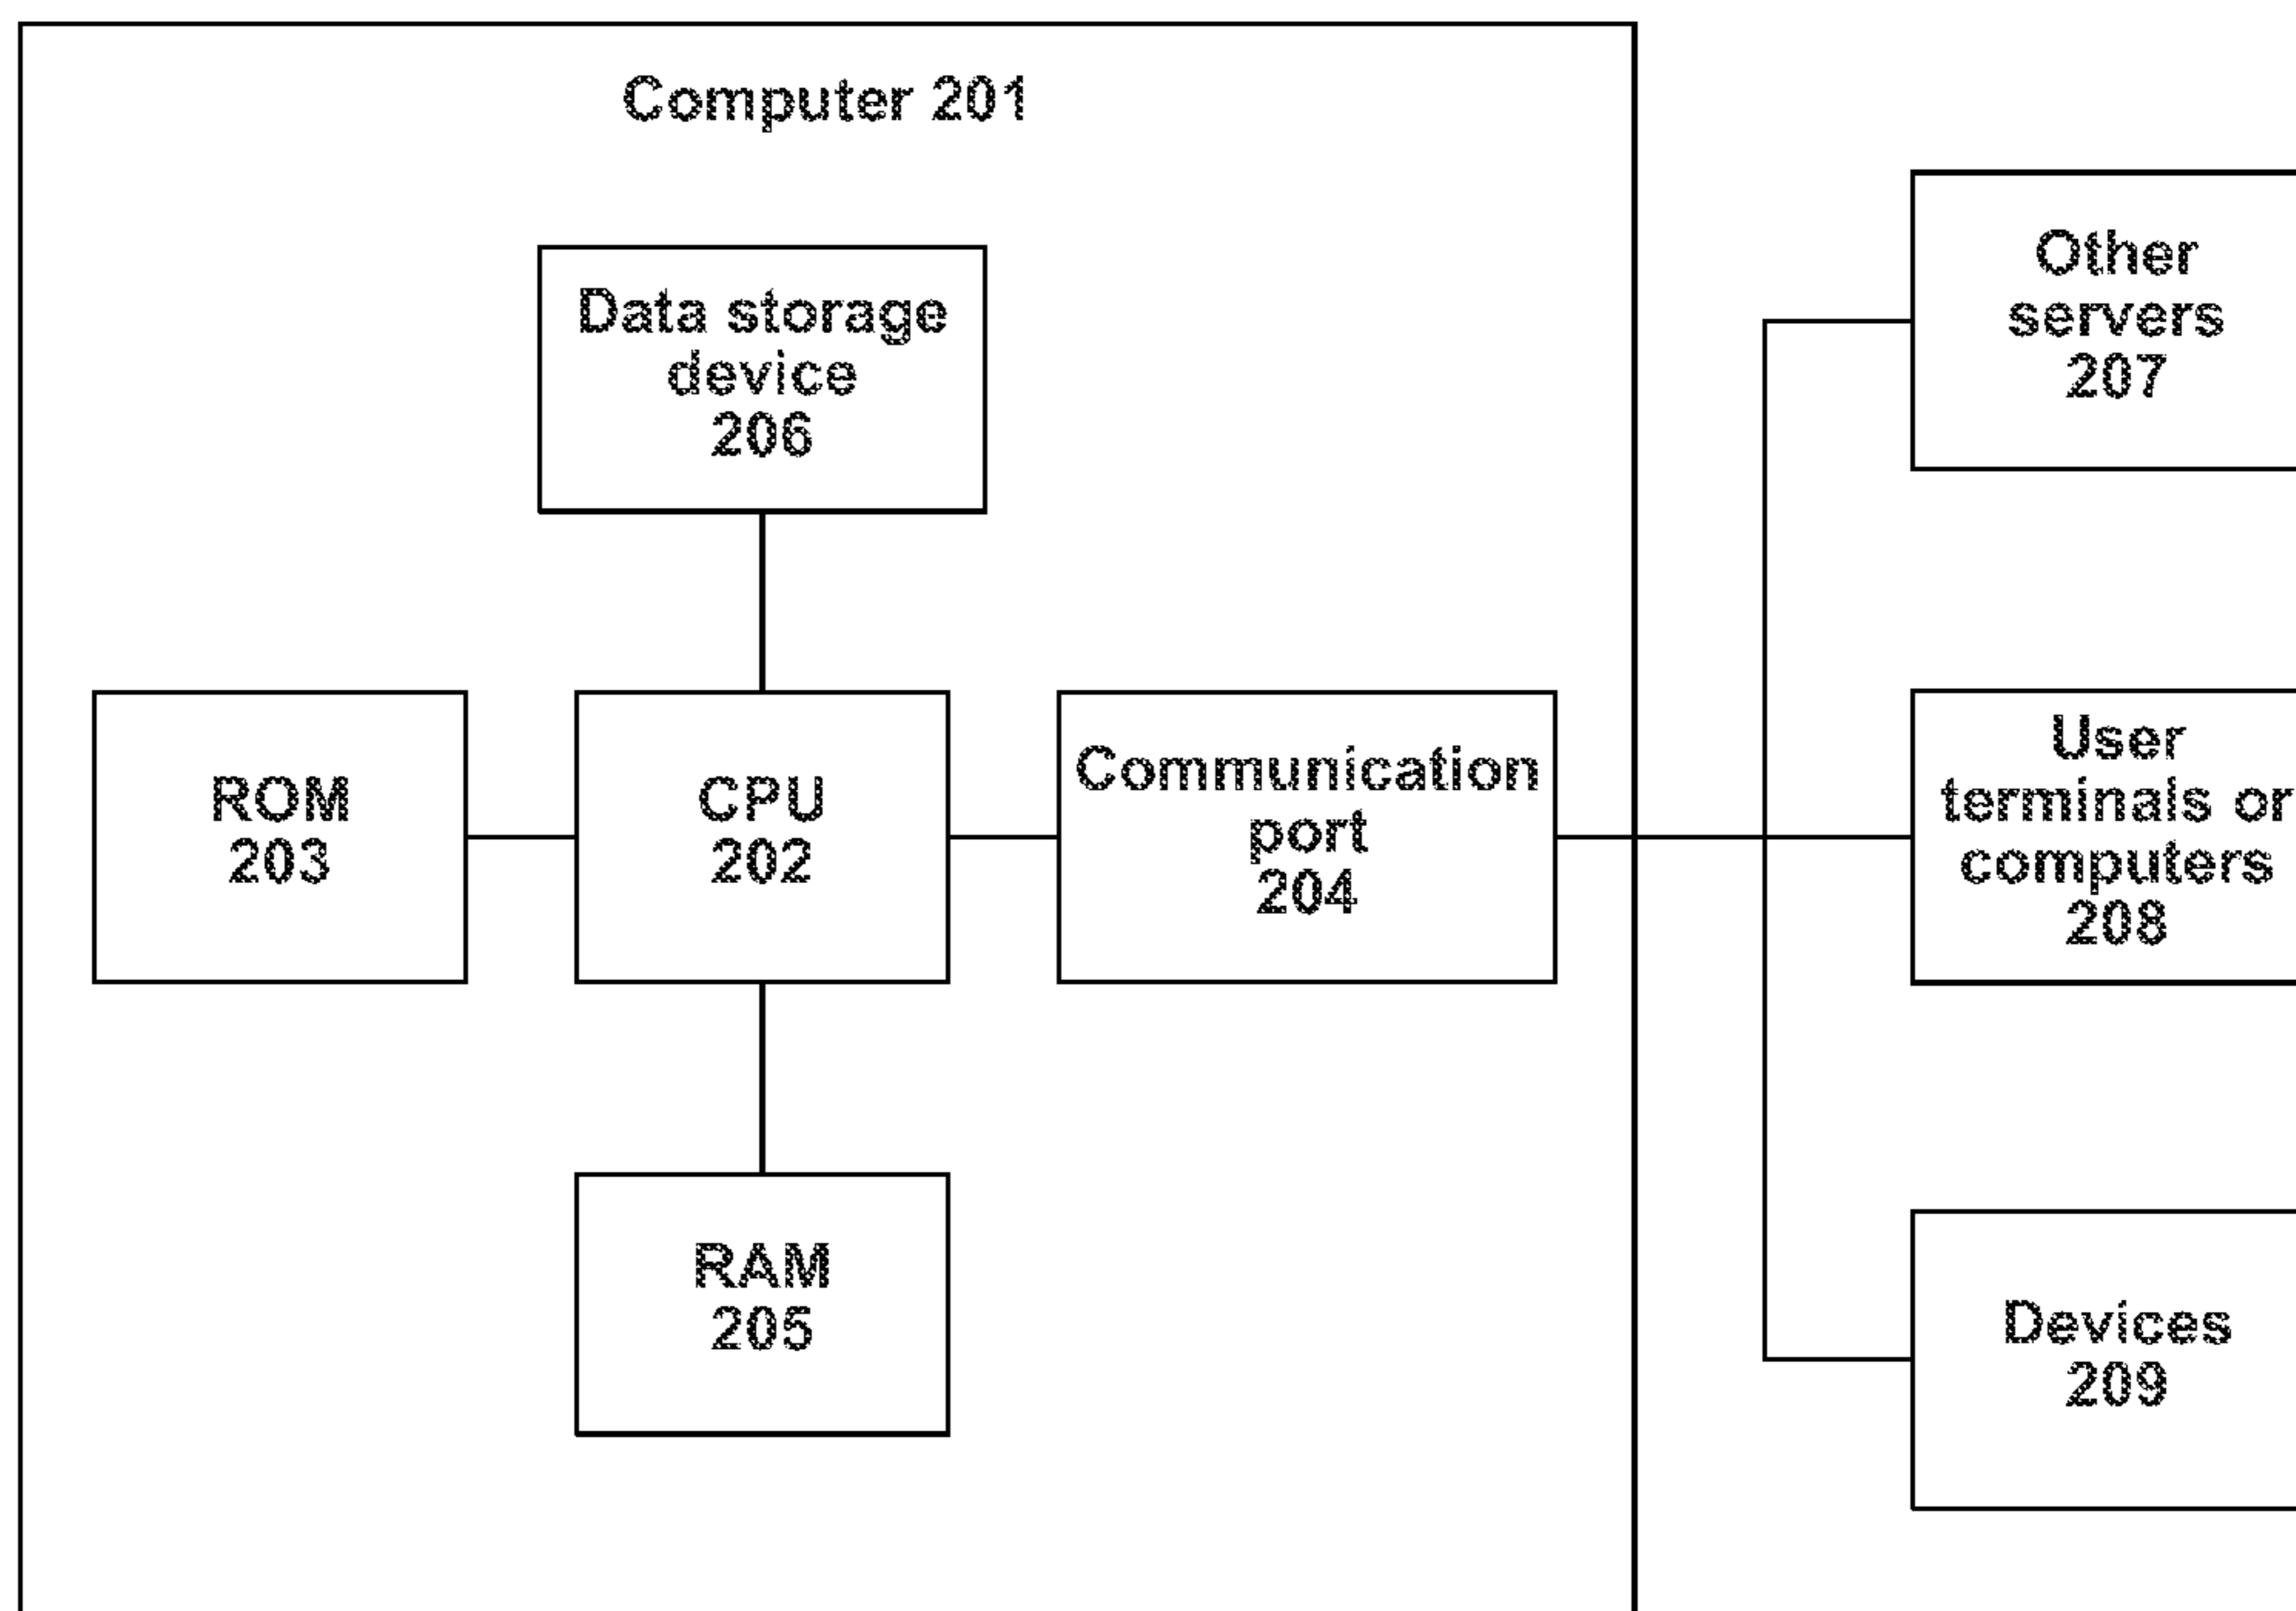 Computer 201
Data storage
device
206
ROM
203
CPU
202
Communication
port
204
RAM
205
Other
servers
207
User
terminals or
computers
208
Devices
209